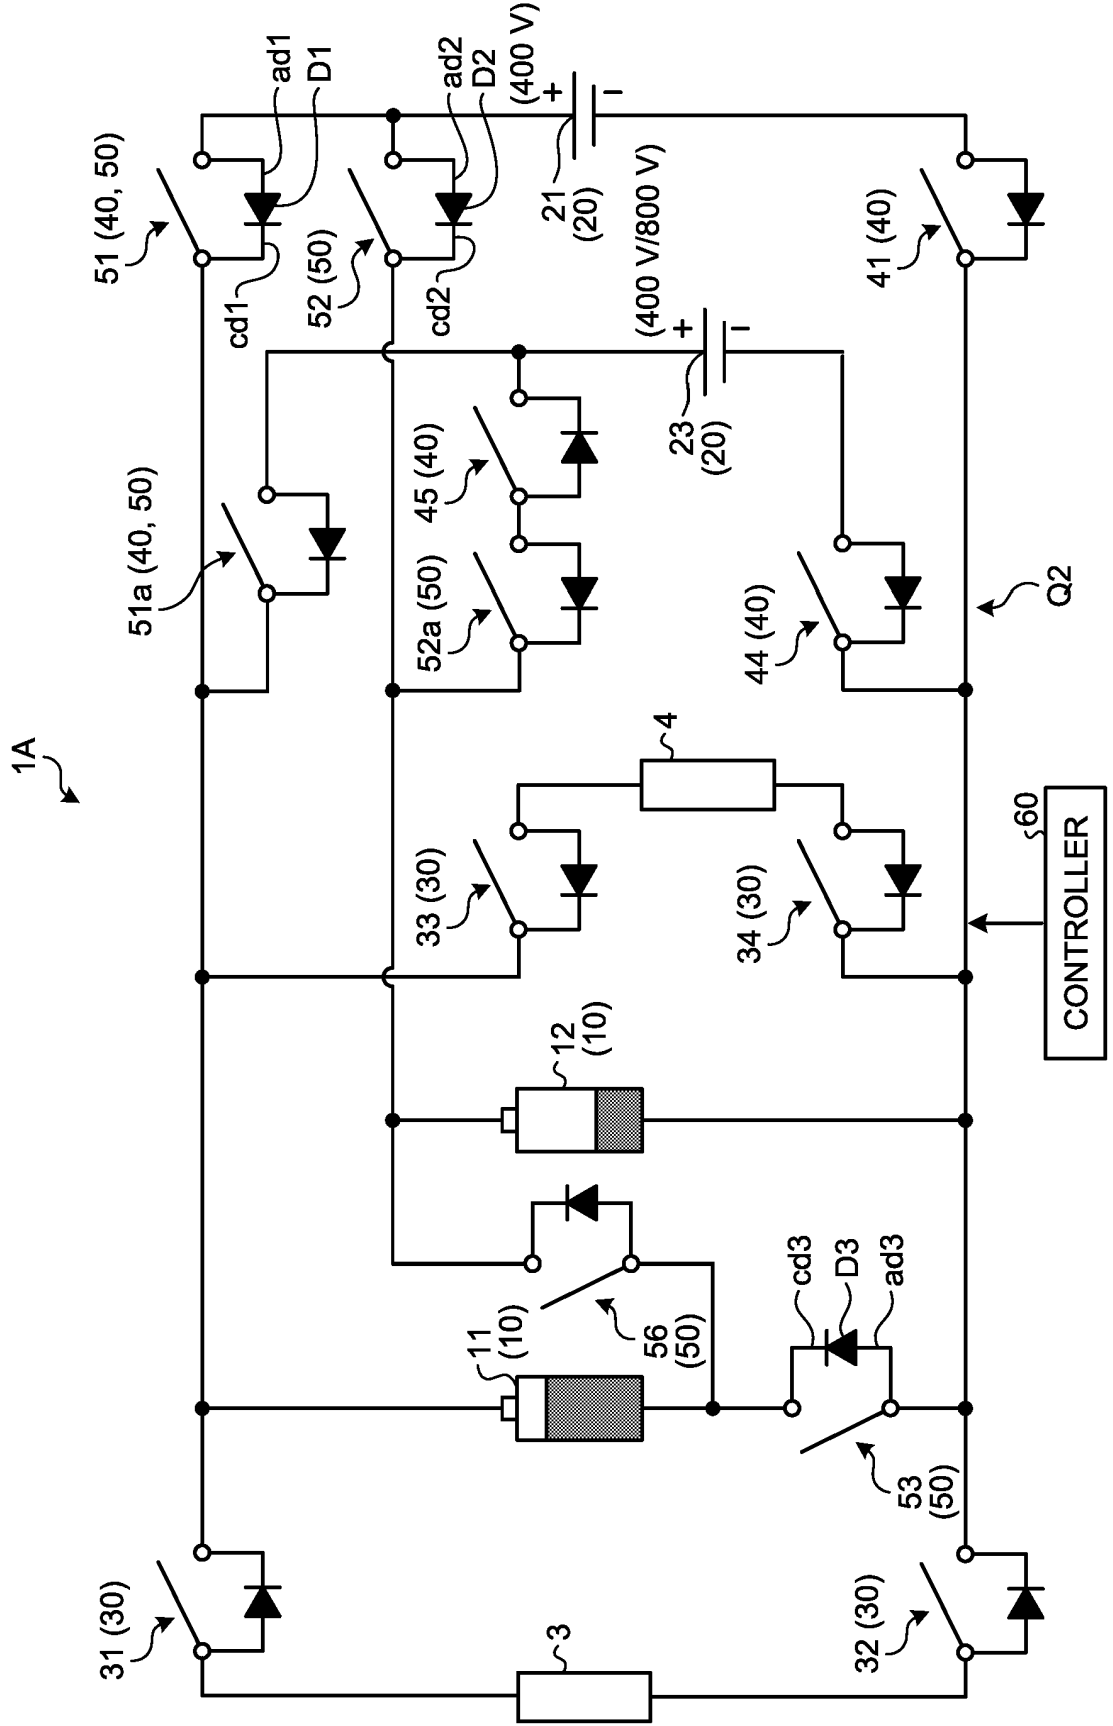 1A
51 (40, 50)
ad1
D1
cd1
52 (50)
ad2
D2
cd2
(400 V)
+
−
21
(20)
41 (40)
51a (40, 50)
45 (40)
52a (50)
(400 V/800 V)
+
−
23
(20)
44 (40)
Q2
33 (30)
4
34 (30)
60
CONTROLLER
12
(10)
11
(10)
56
(50)
cd3
D3
ad3
53
(50)
31 (30)
3
32 (30)